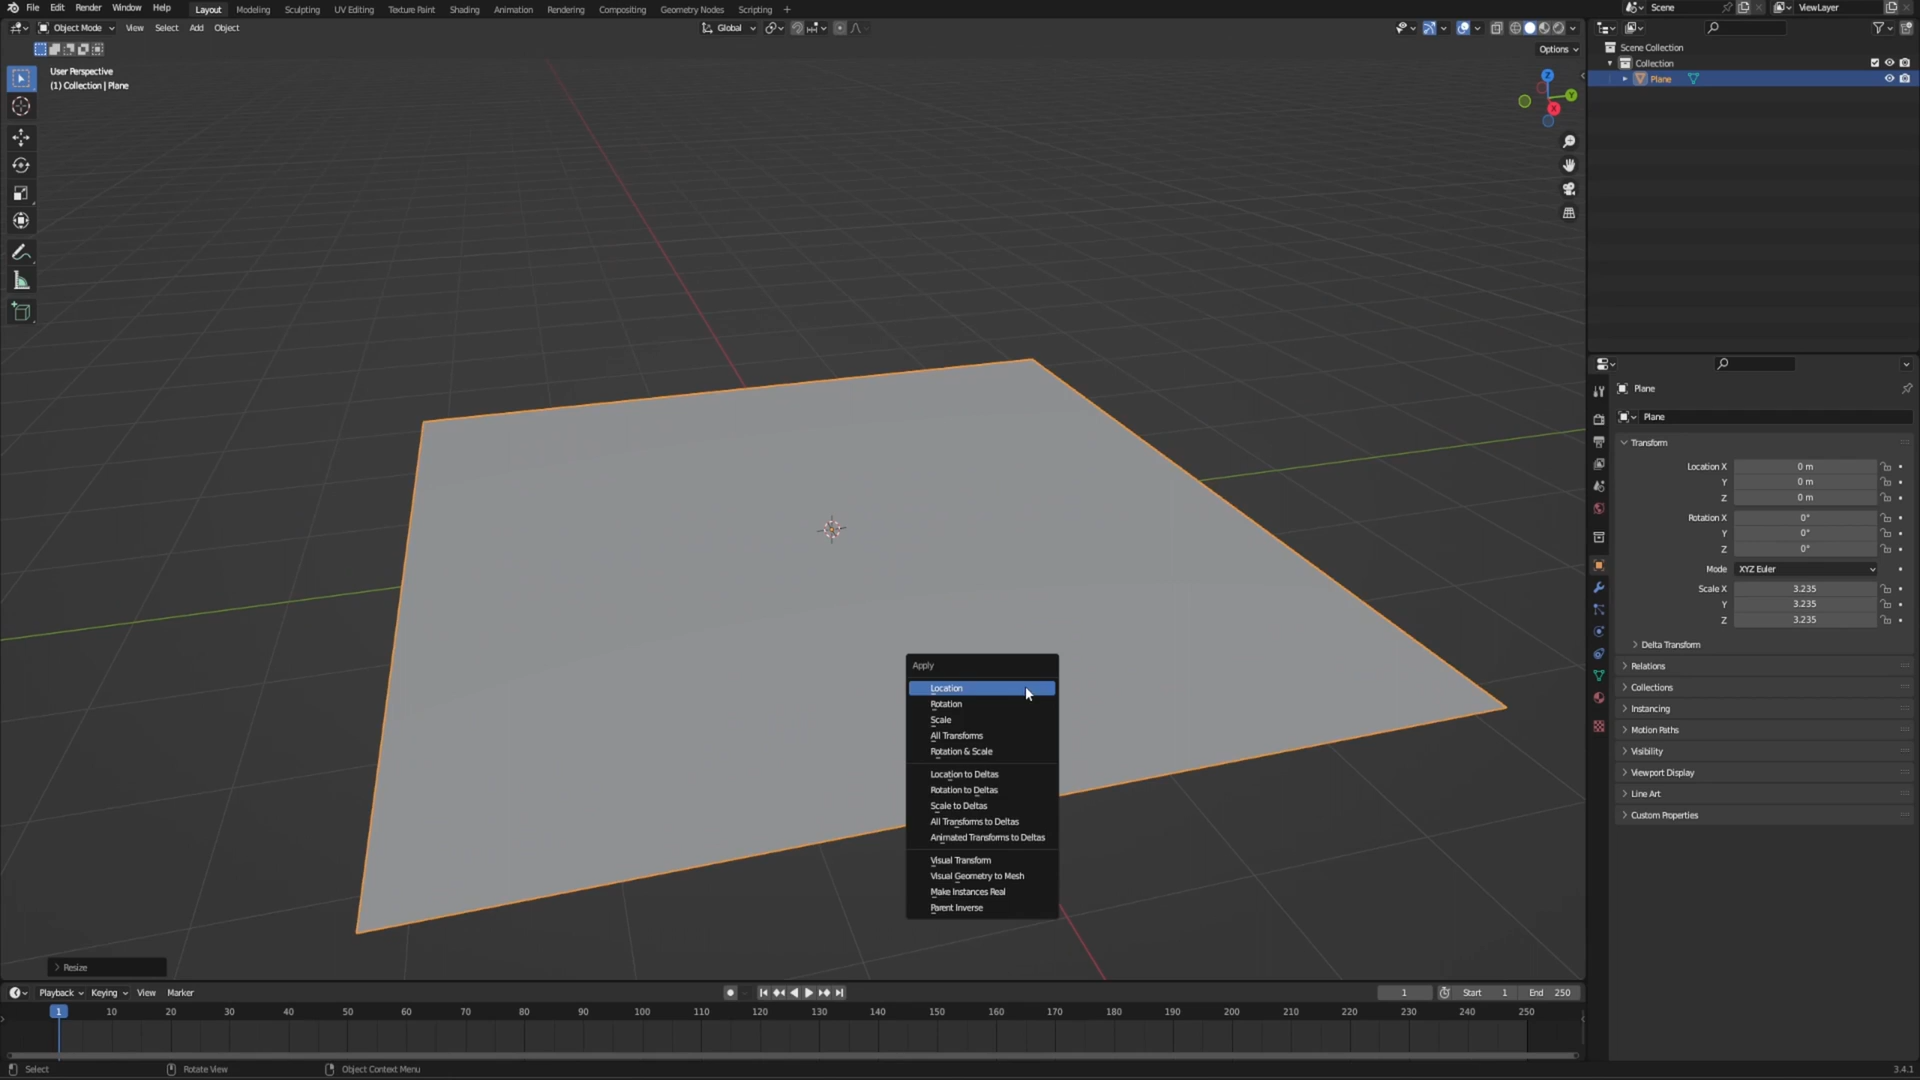 File Edit Render Window Help Layout Modeling Sculpting UV Editing Texture Paint Shading Animation Rendering Compositing Geometry Nodes Scripting + Scene ViewLayer
Object Mode View Select Add Object Global
Options
User Perspective
(1) Collection | Plane
Z
Y
X
Scene Collection
Collection
Plane
Plane
Plane
Transform
Location X 0 m
Y 0 m
Z 0 m
Rotation X 0°
Y 0°
Z 0°
Mode XYZ Euler
Scale X 3.235
Y 3.235
Z 3.235
Delta Transform
Relations
Collections
Instancing
Motion Paths
Visibility
Viewport Display
Line Art
Custom Properties
Apply
Location
Rotation
Scale
All Transforms
Rotation & Scale
Location to Deltas
Rotation to Deltas
Scale to Deltas
All Transforms to Deltas
Animated Transforms to Deltas
Visual Transform
Visual Geometry to Mesh
Make Instances Real
Parent Inverse
Resize
Playback Keying View Marker 1 Start 1 End 250
1 10 20 30 40 50 60 70 80 90 100 110 120 130 140 150 160 170 180 190 200 210 220 230 240 250
Select Rotate View Object Context Menu 3.4.1